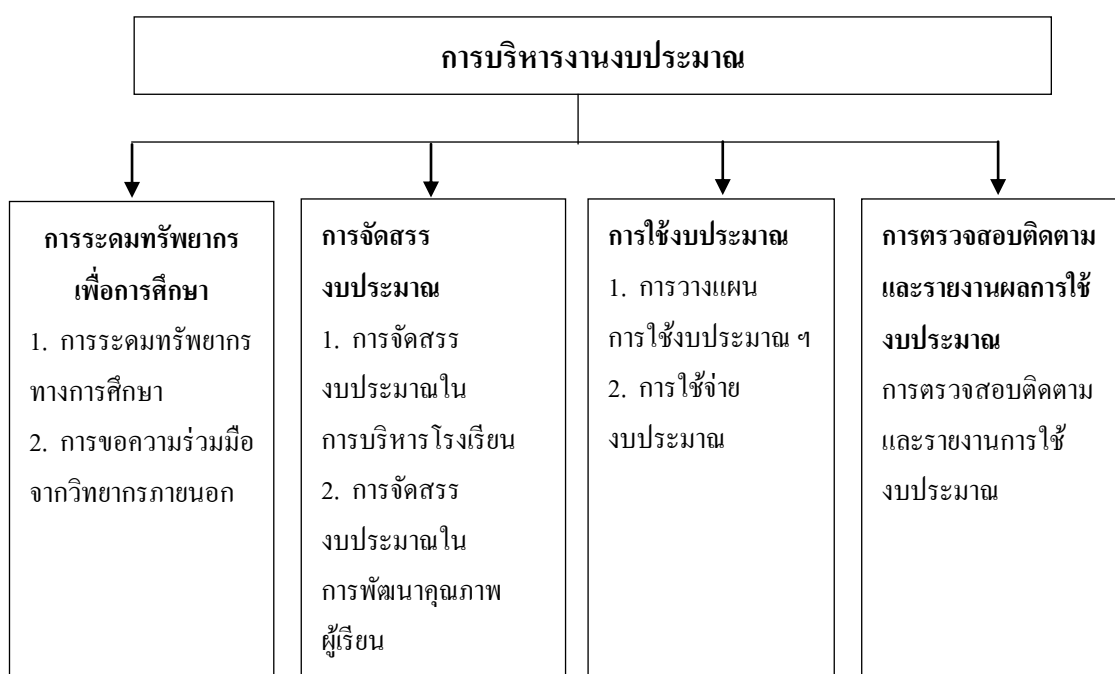 การบริหารงานงบประมาณ
การระดมทรัพยากร
เพื่อการศึกษา
1. การระดมทรัพยากร
ทางการศึกษา
2. การขอความร่วมมือ
จากวิทยากรภายนอก
การจัดสรร
งบประมาณ
1. การจัดสรร
งบประมาณใน
การบริหารโรงเรียน
2. การจัดสรร
งบประมาณใน
การพัฒนาคุณภาพ
ผู้เรียน
การใช้งบประมาณ
1. การวางแผน
การใช้งบประมาณ ฯ
2. การใช้จ่าย
งบประมาณ
การตรวจสอบติดตาม
และรายงานผลการใช้
งบประมาณ
การตรวจสอบติดตาม
และรายงานการใช้
งบประมาณ